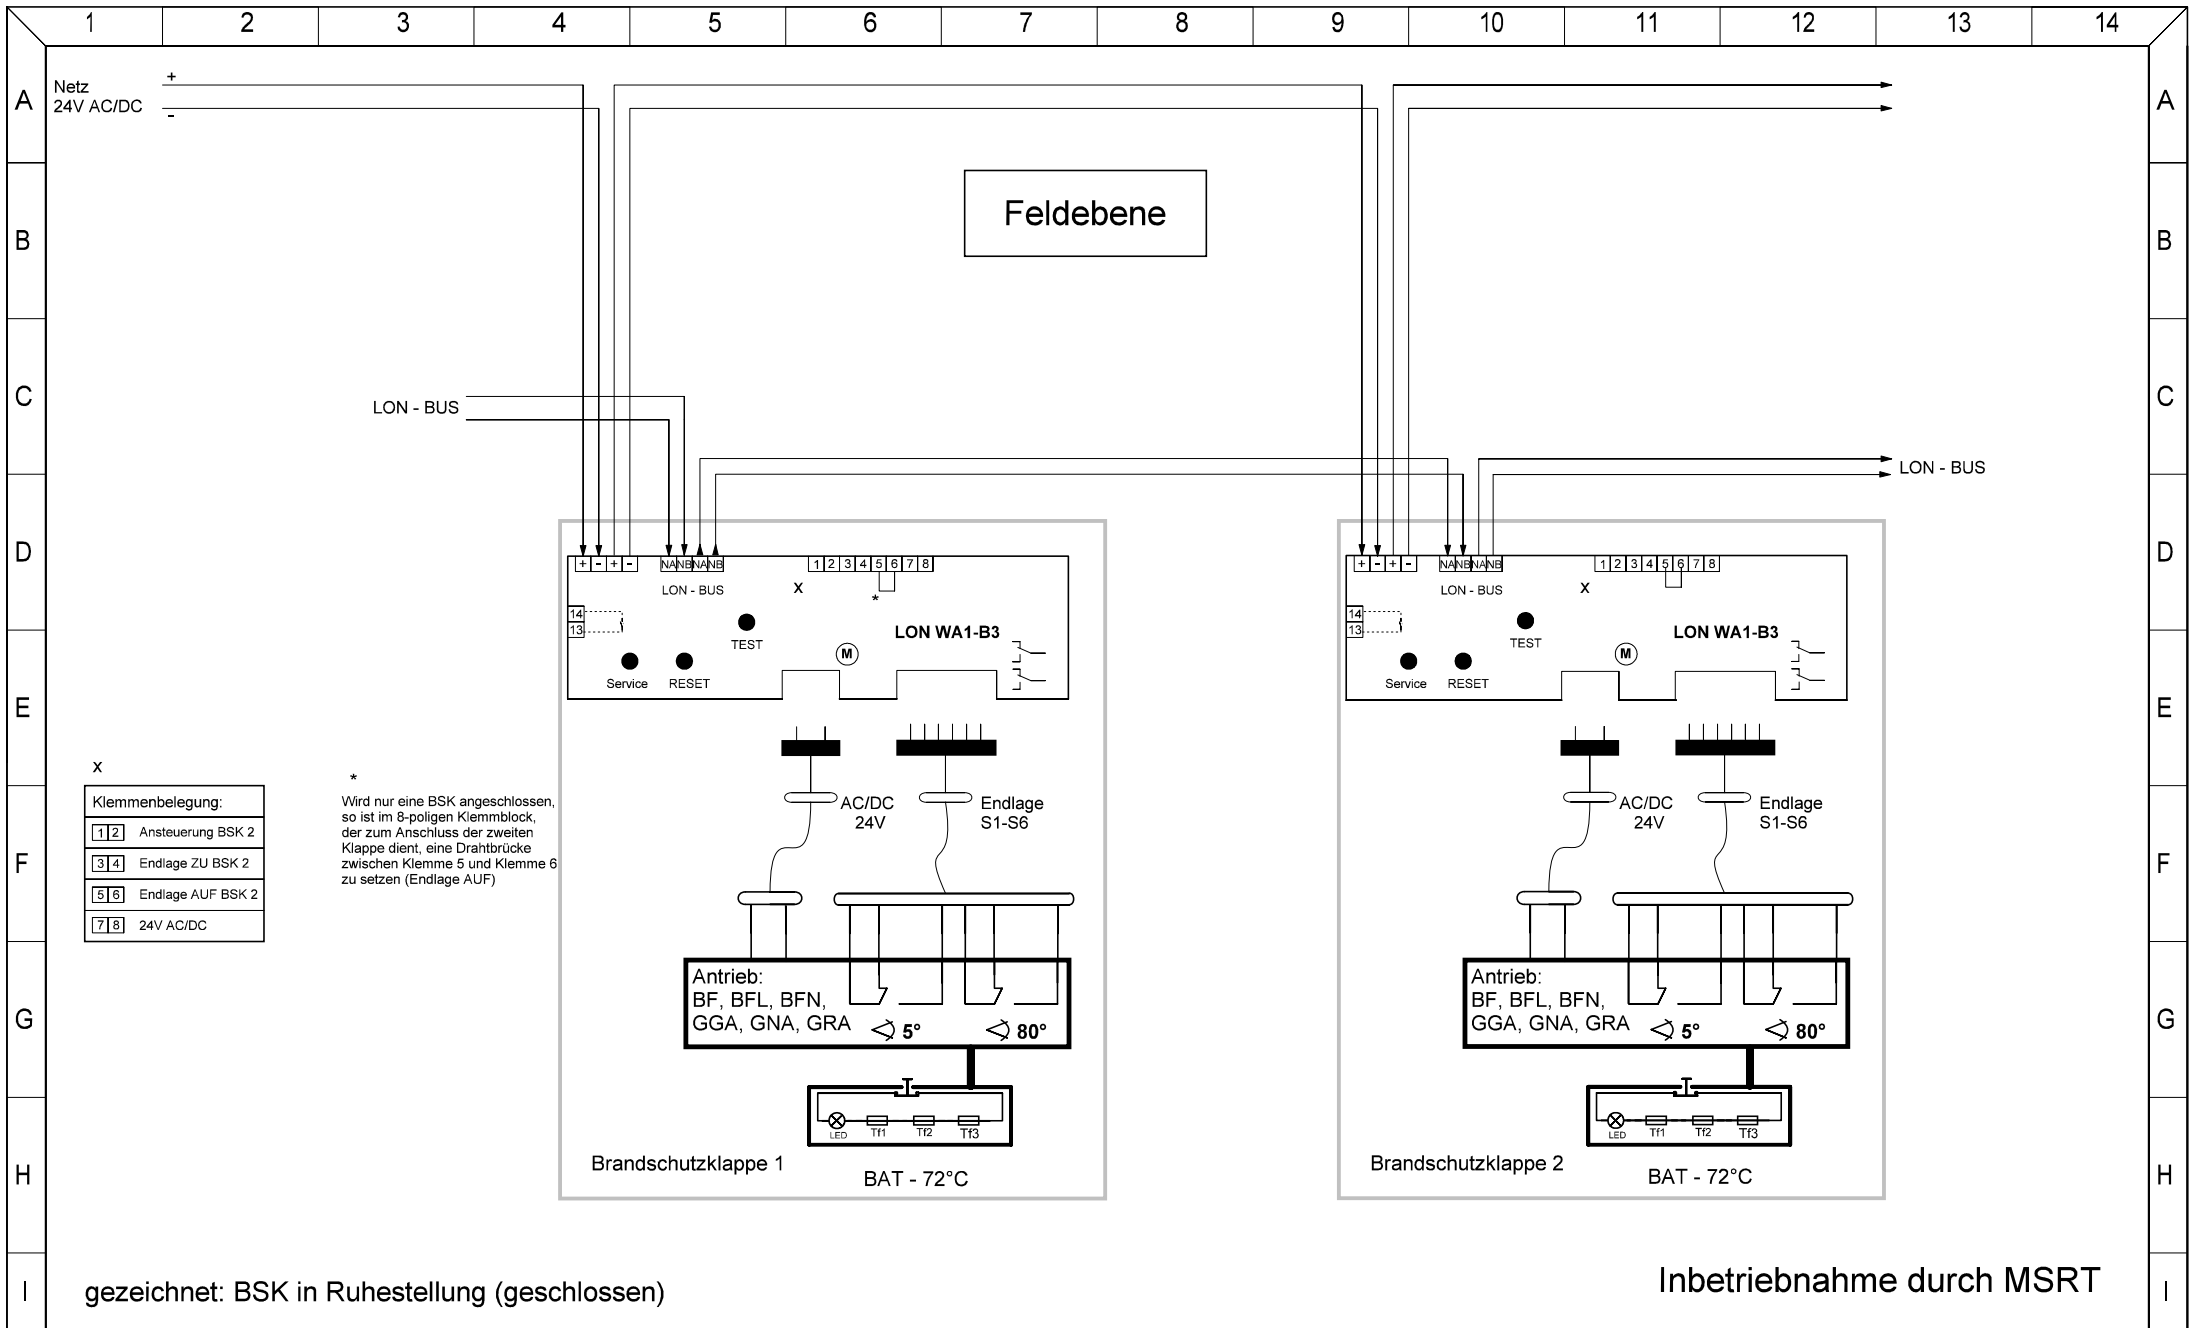 1 2 3 4 5 6 7 8 9 10 11 12 13 14
A
Netz
24V AC/DC
+
-
A
B
Feldebene
B
C
LON - BUS
C
LON - BUS
D
D
+ - + -
NA NB NA NB
1 2 3 4 5 6 7 8
LON - BUS
x
*
14
13
TEST
LON WA1-B3
M
Service
RESET
+ - + -
NA NB NA NB
1 2 3 4 5 6 7 8
LON - BUS
x
14
13
TEST
LON WA1-B3
M
Service
RESET
E
E
x
Klemmenbelegung:
1 2 Ansteuerung BSK 2
3 4 Endlage ZU BSK 2
5 6 Endlage AUF BSK 2
7 8 24V AC/DC
*
Wird nur eine BSK angeschlossen,
so ist im 8-poligen Klemmblock,
der zum Anschluss der zweiten
Klappe dient, eine Drahtbrücke
zwischen Klemme 5 und Klemme 6
zu setzen (Endlage AUF)
AC/DC
24V
Endlage
S1-S6
AC/DC
24V
Endlage
S1-S6
F
F
G
Antrieb:
BF, BFL, BFN,
GGA, GNA, GRA
5°
80°
Antrieb:
BF, BFL, BFN,
GGA, GNA, GRA
5°
80°
G
LED Tf1 Tf2 Tf3
LED Tf1 Tf2 Tf3
H
Brandschutzklappe 1
BAT - 72°C
Brandschutzklappe 2
BAT - 72°C
H
I
gezeichnet: BSK in Ruhestellung (geschlossen)
Inbetriebnahme durch MSRT
I